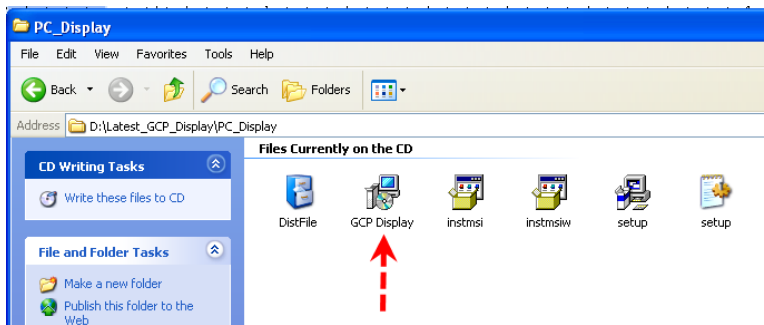 PC_Display
File Edit View Favorites Tools Help
Back Search Folders
Address D:\Latest_GCP_Display\PC_Display
Files Currently on the CD
CD Writing Tasks
Write these files to CD
DistFile GCP Display instmsi instmsiw setup setup
File and Folder Tasks
Make a new folder
Publish this folder to the
Web